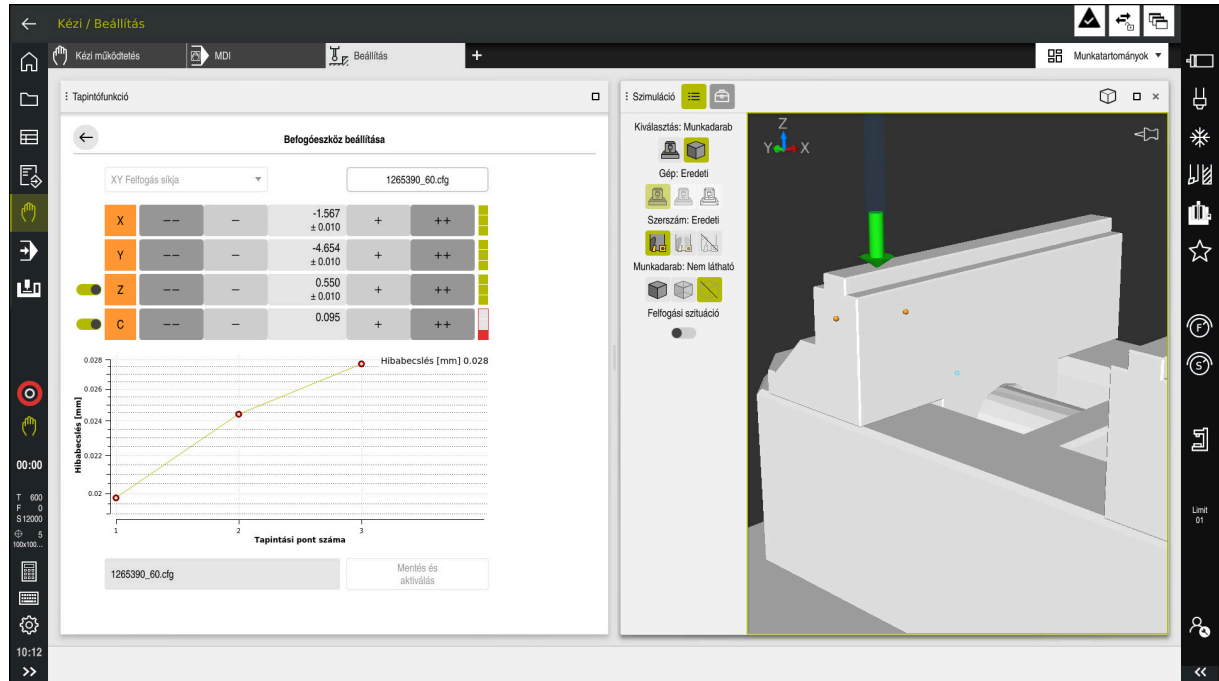 Kézi / Beállítás
Kézi működtetés
MDI
Beállítás
+
Munkatartományok
Tapintófunkció
Befogóeszköz beállítása
XY Felfogás síkja
1265390_60.cfg
X -- - -1.567 ± 0.010 + ++
Y -- - -4.654 ± 0.010 + ++
Z -- - 0.550 ± 0.010 + ++
C -- - 0.095 + ++
Hibabecslés [mm] 0.028
Hibabecslés [mm]
0.028
0.026
0.024
0.022
0.02
1 2 3
Tapintási pont száma
1265390_60.cfg
Mentés és
aktiválás
Szimuláció
Kiválasztás: Munkadarab
Gép: Eredeti
Szerszám: Eredeti
Munkadarab: Nem látható
Felfogási szituáció
Z
Y X
00:00
T 600
F 0
S 12000
5
100x100...
10:12
F
S
Limit
01